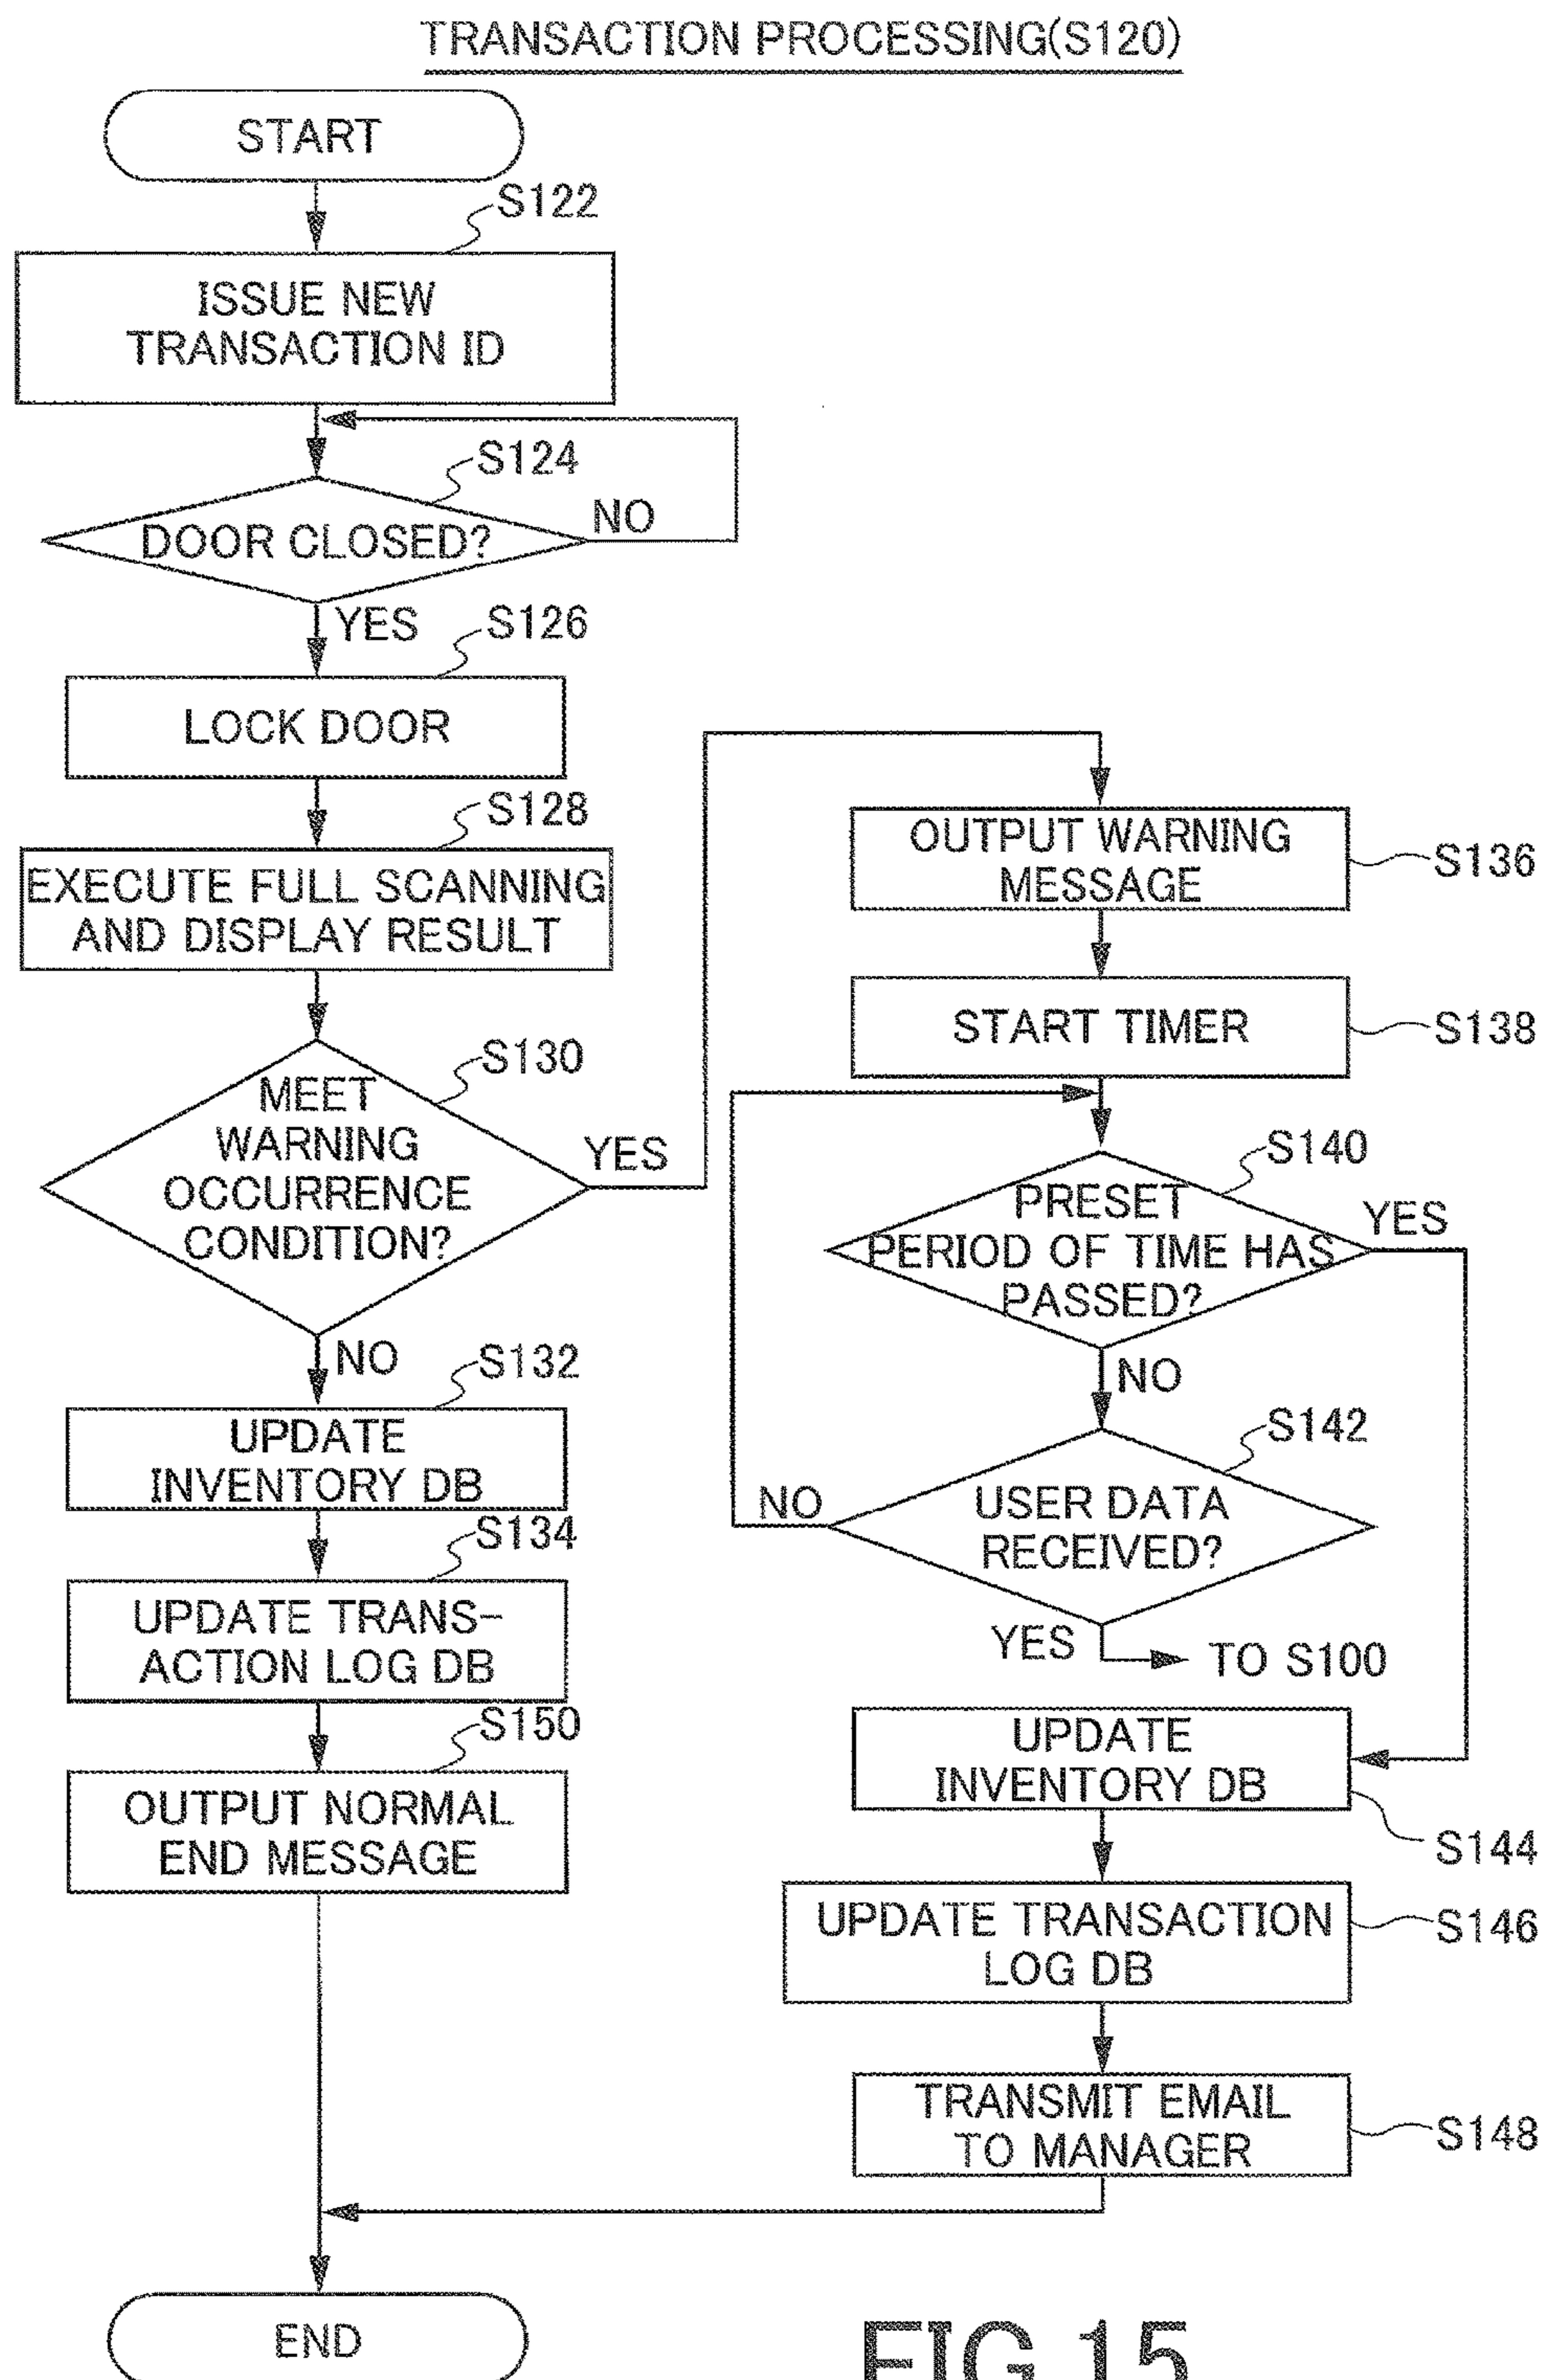 TRANSACTION PROCESSING(S120)
START
S122
ISSUE NEW
TRANSACTION ID
S124
DOOR CLOSED?
NO
YES
S126
LOCK DOOR
S128
EXECUTE FULL SCANNING
AND DISPLAY RESULT
S130
MEET
WARNING
OCCURRENCE
CONDITION?
YES
NO
S132
UPDATE
INVENTORY DB
S134
UPDATE TRANS-
ACTION LOG DB
S150
OUTPUT NORMAL
END MESSAGE
OUTPUT WARNING
MESSAGE
S136
START TIMER
S138
S140
PRESET
PERIOD OF TIME HAS
PASSED?
YES
NO
S142
USER DATA
RECEIVED?
NO
YES
TO S100
UPDATE
INVENTORY DB
S144
UPDATE TRANSACTION
LOG DB
S146
TRANSMIT EMAIL
TO MANAGER
S148
END
FIG.15